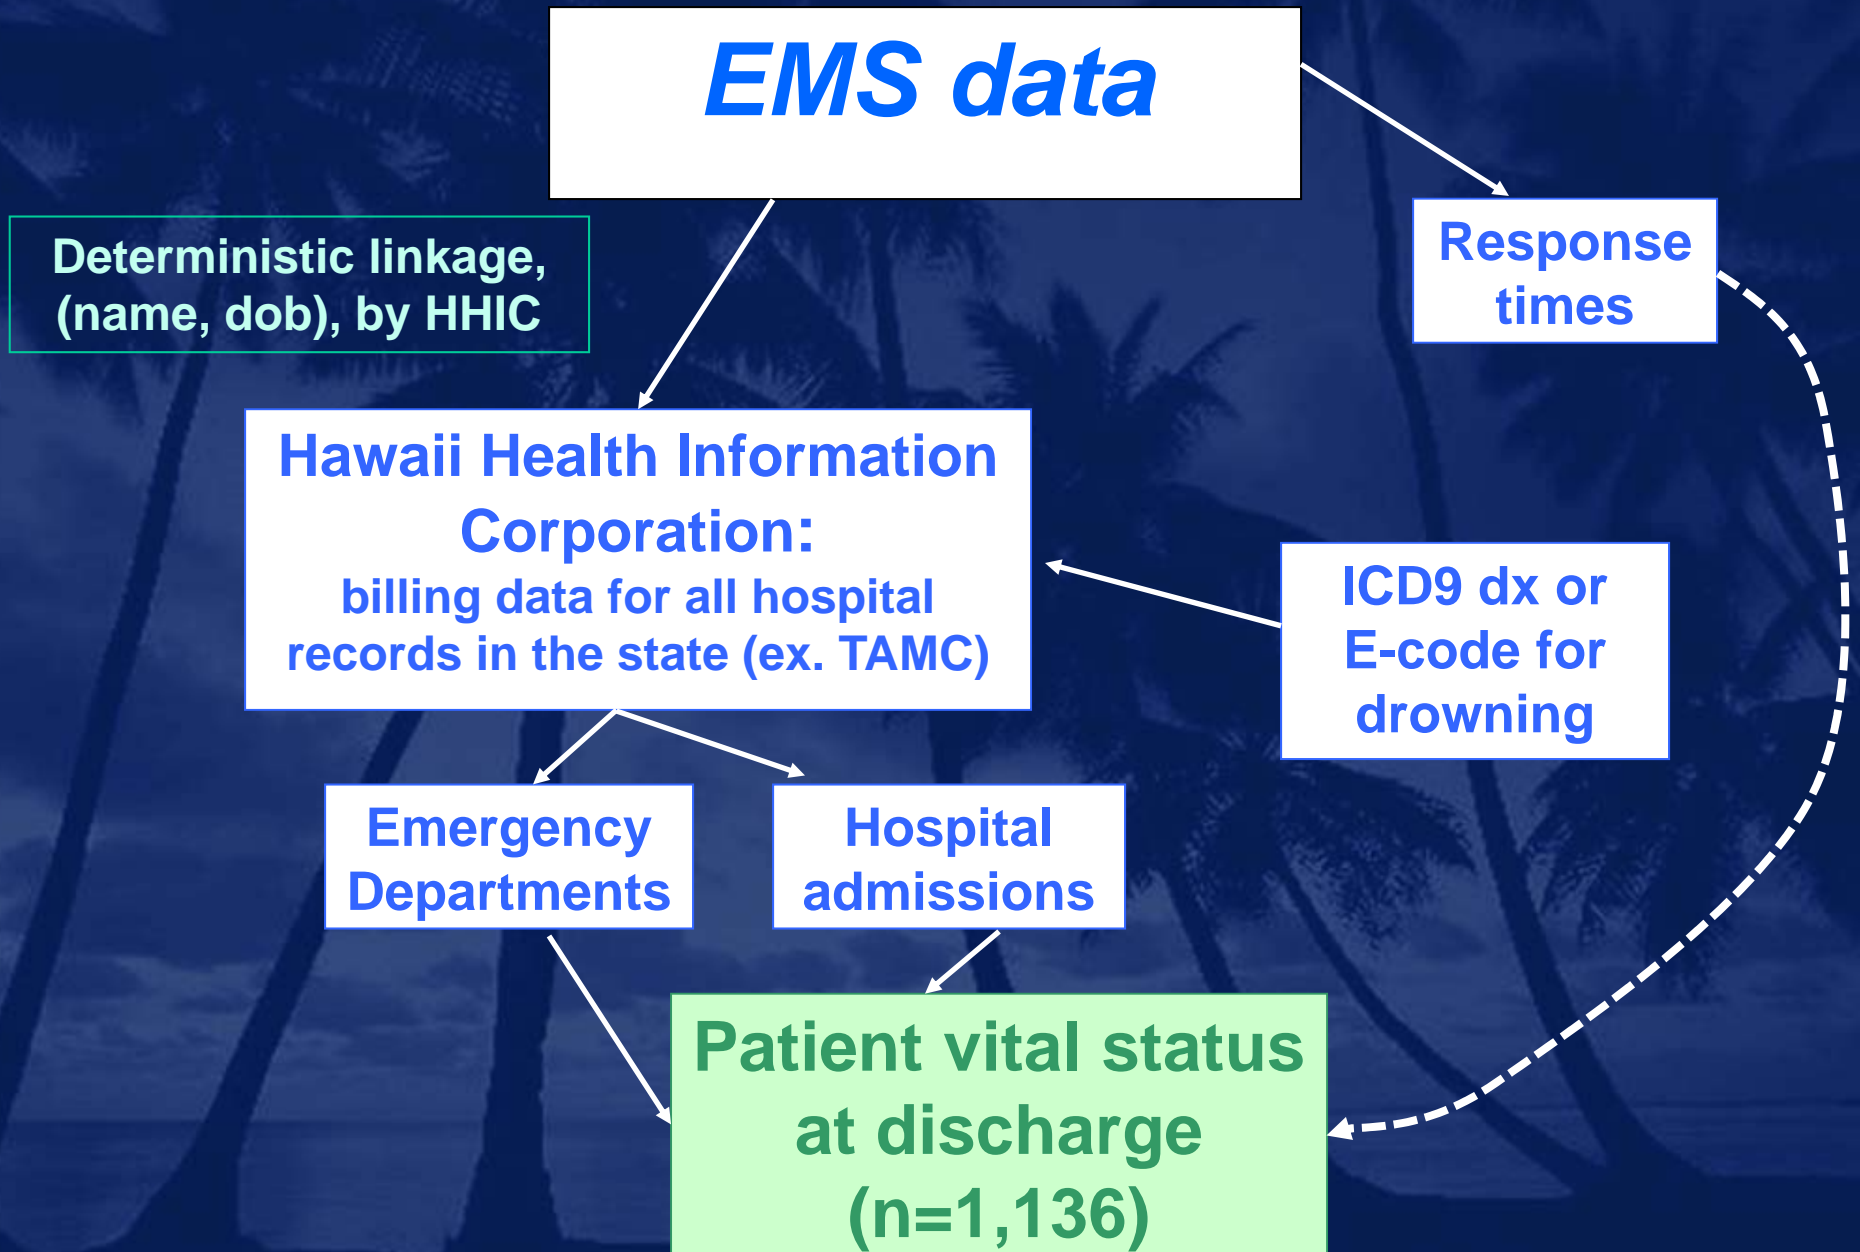 EMS data
Deterministic linkage,
(name, dob), by HHIC
Response
times
Hawaii Health Information
Corporation:
billing data for all hospital
records in the state (ex. TAMC)
ICD9 dx or
E-code for
drowning
Emergency
Departments
Hospital
admissions
Patient vital status
at discharge
(n=1,136)